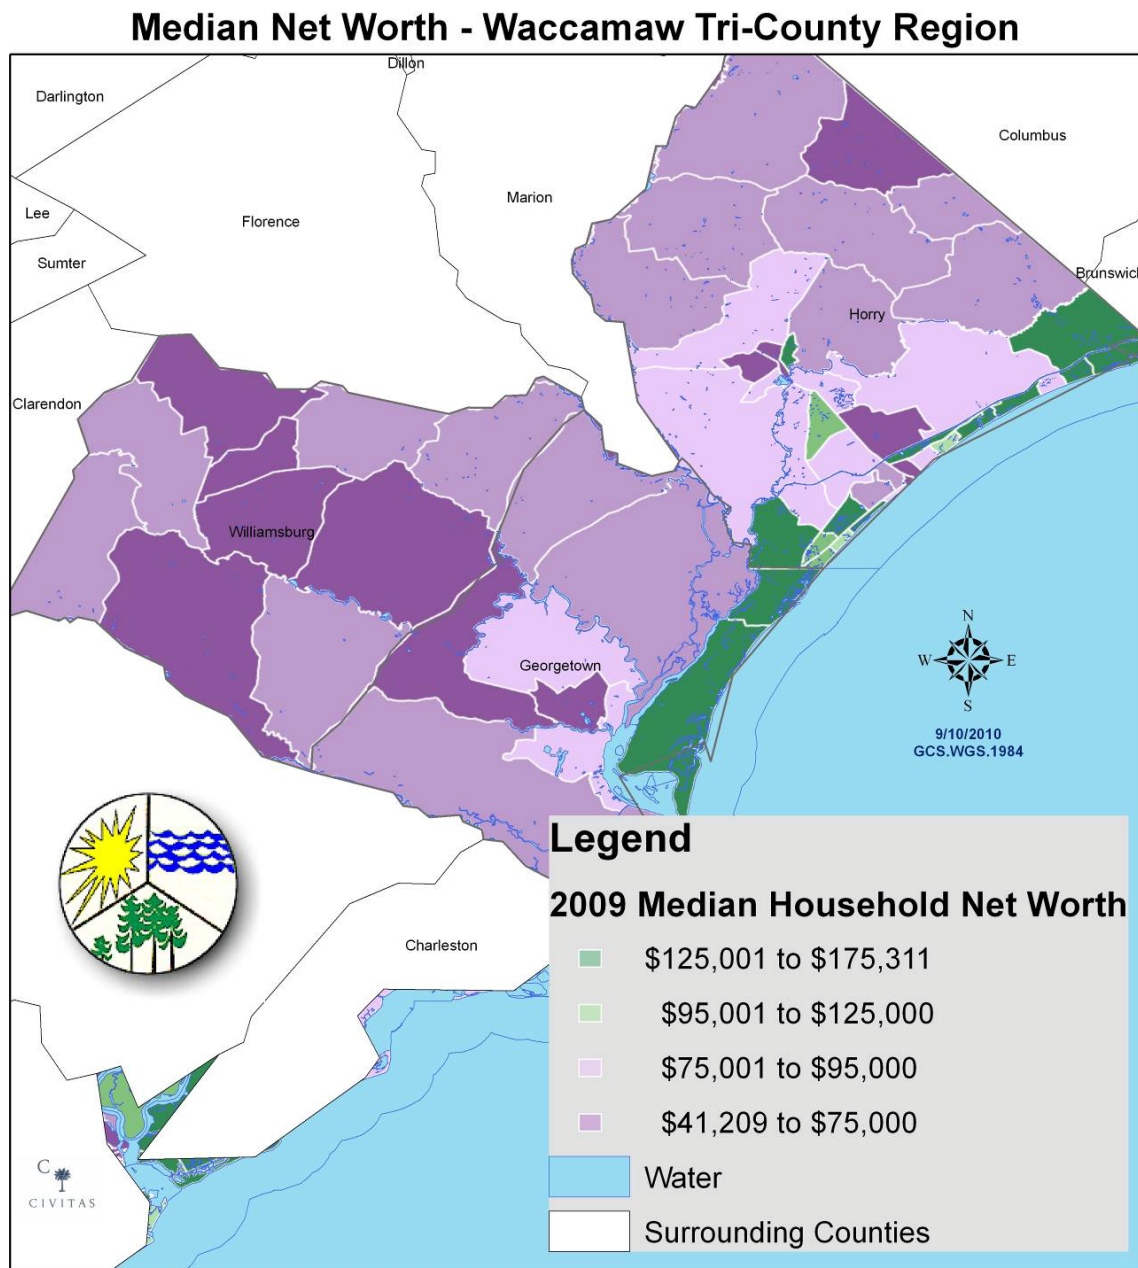 Median Net Worth - Waccamaw Tri-County Region
Dillon
Darlington
Columbus
Marion
Lee
Florence
Sumter
Brunswick
Horry
Clarendon
Williamsburg
Georgetown
N
W
E
S
9/10/2010
GCS.WGS.1984
Charleston
Legend
2009 Median Household Net Worth
$125,001 to $175,311
$95,001 to $125,000
$75,001 to $95,000
$41,209 to $75,000
Water
Surrounding Counties
C
CIVITAS